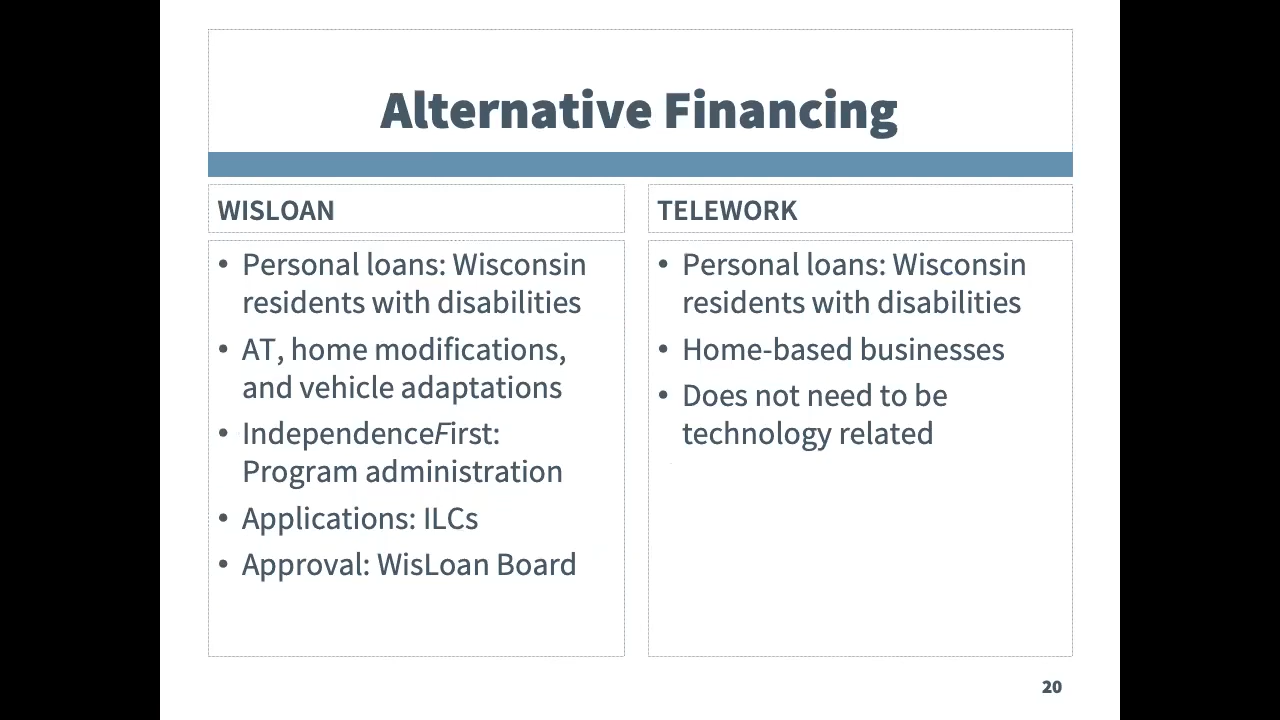 Alternative Financing
WISLOAN
• Personal loans: Wisconsin
residents with disabilities
• AT, home modifications,
and vehicle adaptations
• IndependenceFirst:
Program administration
• Applications: ILCs
• Approval: WisLoan Board
TELEWORK
• Personal loans: Wisconsin
residents with disabilities
• Home-based businesses
• Does not need to be
technology related
20